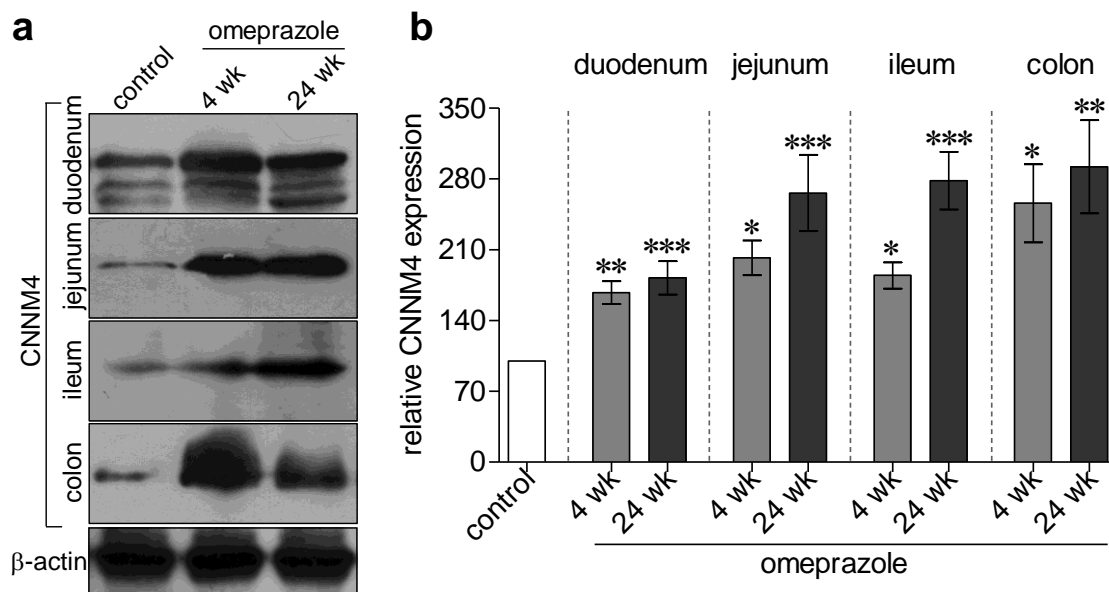 a
omeprazole
control
4 wk
24 wk
CNNM4
duodenum
jejunum
ileum
colon
β-actin
b
duodenum jejunum ileum colon
relative CNNM4 expression
350
280
210
140
70
0
** *** * *** * *** * **
control
4 wk
24 wk
4 wk
24 wk
4 wk
24 wk
4 wk
24 wk
omeprazole